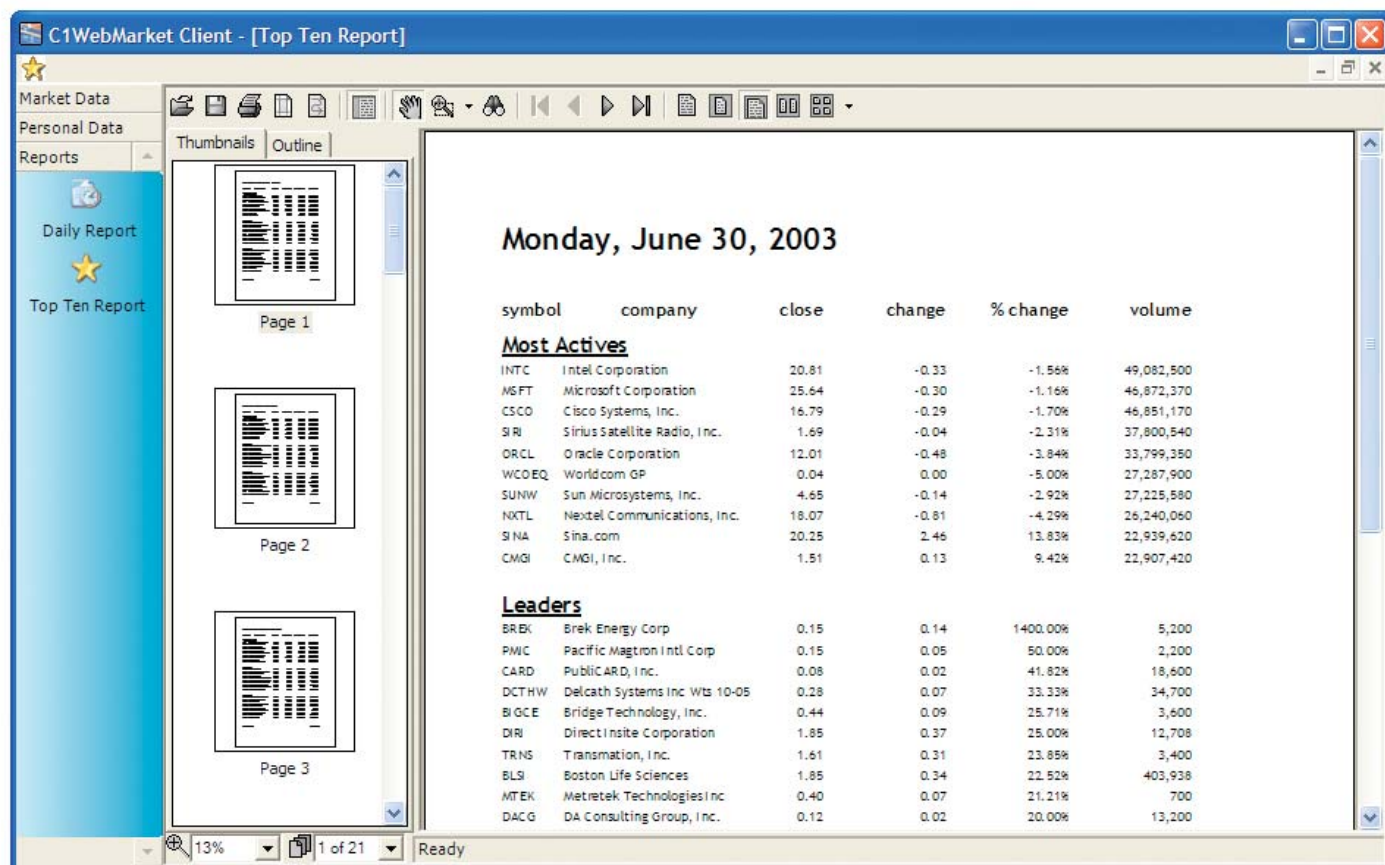 C1WebMarket Client - [Top Ten Report]
Market Data
Personal Data
Reports
Daily Report
Top Ten Report
Thumbnails Outline
Page 1
Page 2
Page 3
Monday, June 30, 2003
symbol company close change % change volume
Most Actives
INTC Intel Corporation 20.81 -0.33 -1.56% 49,082,500
MSFT Microsoft Corporation 25.64 -0.30 -1.16% 46,872,370
CSCO Cisco Systems, Inc. 16.79 -0.29 -1.70% 46,851,170
SIRI Sirius Satellite Radio, Inc. 1.69 -0.04 -2.31% 37,800,540
ORCL Oracle Corporation 12.01 -0.48 -3.84% 33,799,350
WCOEQ Worldcom GP 0.04 0.00 -5.00% 27,287,900
SUNW Sun Microsystems, Inc. 4.65 -0.14 -2.92% 27,225,580
NXTL Nextel Communications, Inc. 18.07 -0.81 -4.29% 26,240,060
SINA Sina.com 20.25 2.46 13.83% 22,939,620
CMGI CMGI, Inc. 1.51 0.13 9.42% 22,907,420
Leaders
BREK Brek Energy Corp 0.15 0.14 1400.00% 5,200
PMIC Pacific Magtron Intl Corp 0.15 0.05 50.00% 2,200
CARD PubliCARD, Inc. 0.08 0.02 41.82% 18,600
DCTHW Delcath Systems Inc Wts 10-05 0.28 0.07 33.33% 34,700
BIGCE Bridge Technology, Inc. 0.44 0.09 25.71% 3,600
DIRI Direct Insite Corporation 1.85 0.37 25.00% 12,708
TRNS Transmation, Inc. 1.61 0.31 23.85% 3,400
BLSI Boston Life Sciences 1.85 0.34 22.52% 403,938
MTEK Metretek Technologies Inc 0.40 0.07 21.21% 700
DACG DA Consulting Group, Inc. 0.12 0.02 20.00% 13,200
13% 1 of 21 Ready